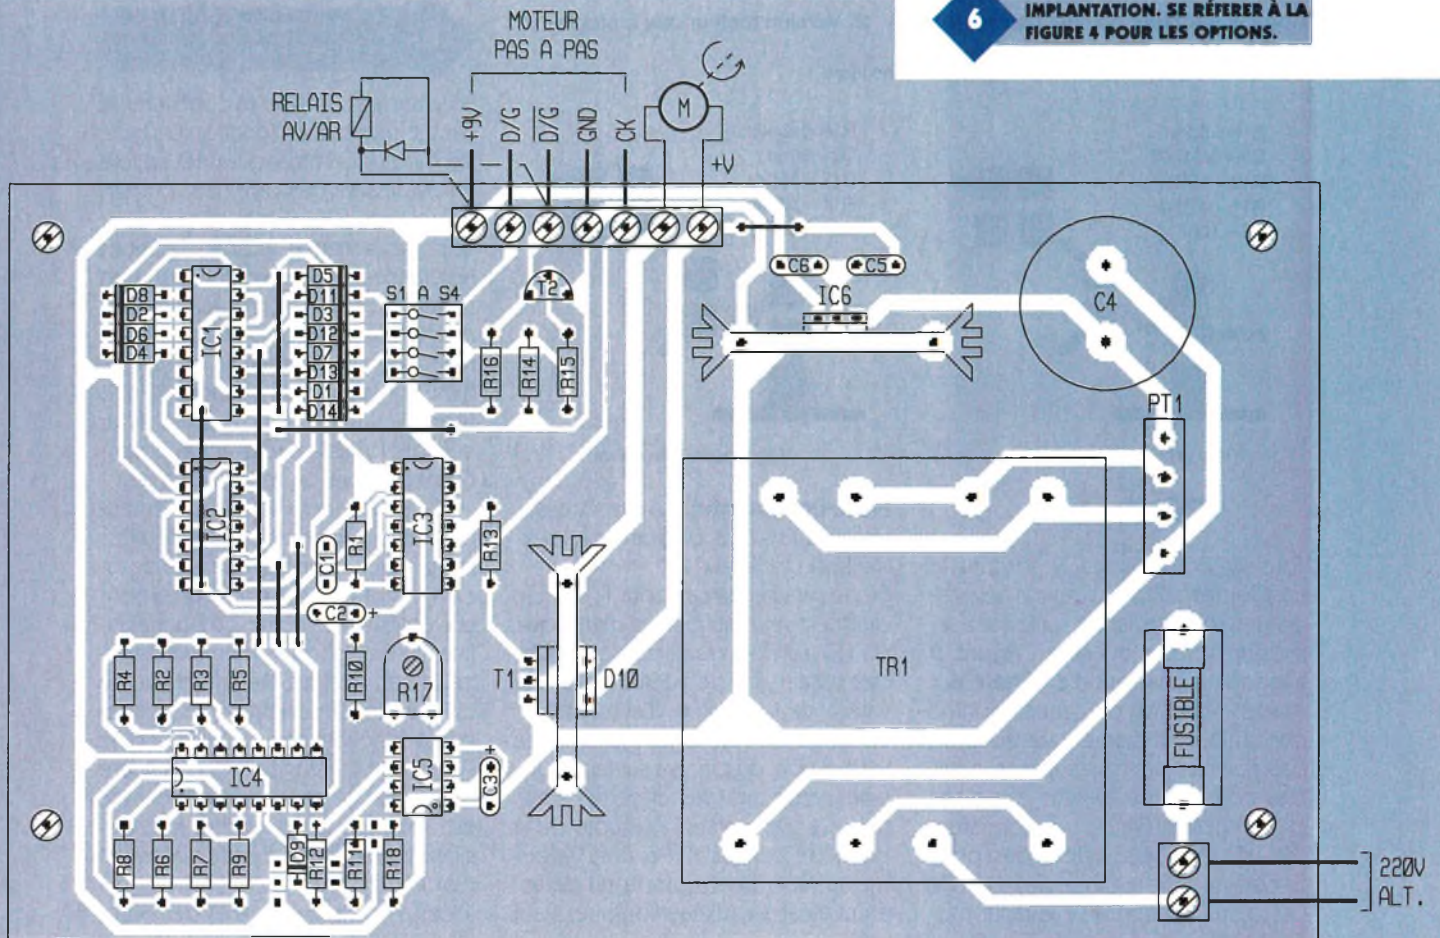 6
IMPLANTATION. SE RÉFERER À LA
FIGURE 4 POUR LES OPTIONS.
MOTEUR
PAS A PAS
RELAIS
AV/AR
+9V
D/G
D/G
GND
CK
M
+V
D8
D2
D6
D4
IC1
D5
D11
D3
D12
D7
D13
D1
D14
S1 A S4
T2
R16
R14
R15
C6
C5
IC6
C4
PT1
IC2
C1
R1
IC3
R13
C2 +
R4
R2
R3
R5
R10
R17
T1
D10
TR1
FUSIBLE
IC4
IC5
+
C3
R8
R6
R7
R9
D9
R12
R11
R18
220V
ALT.